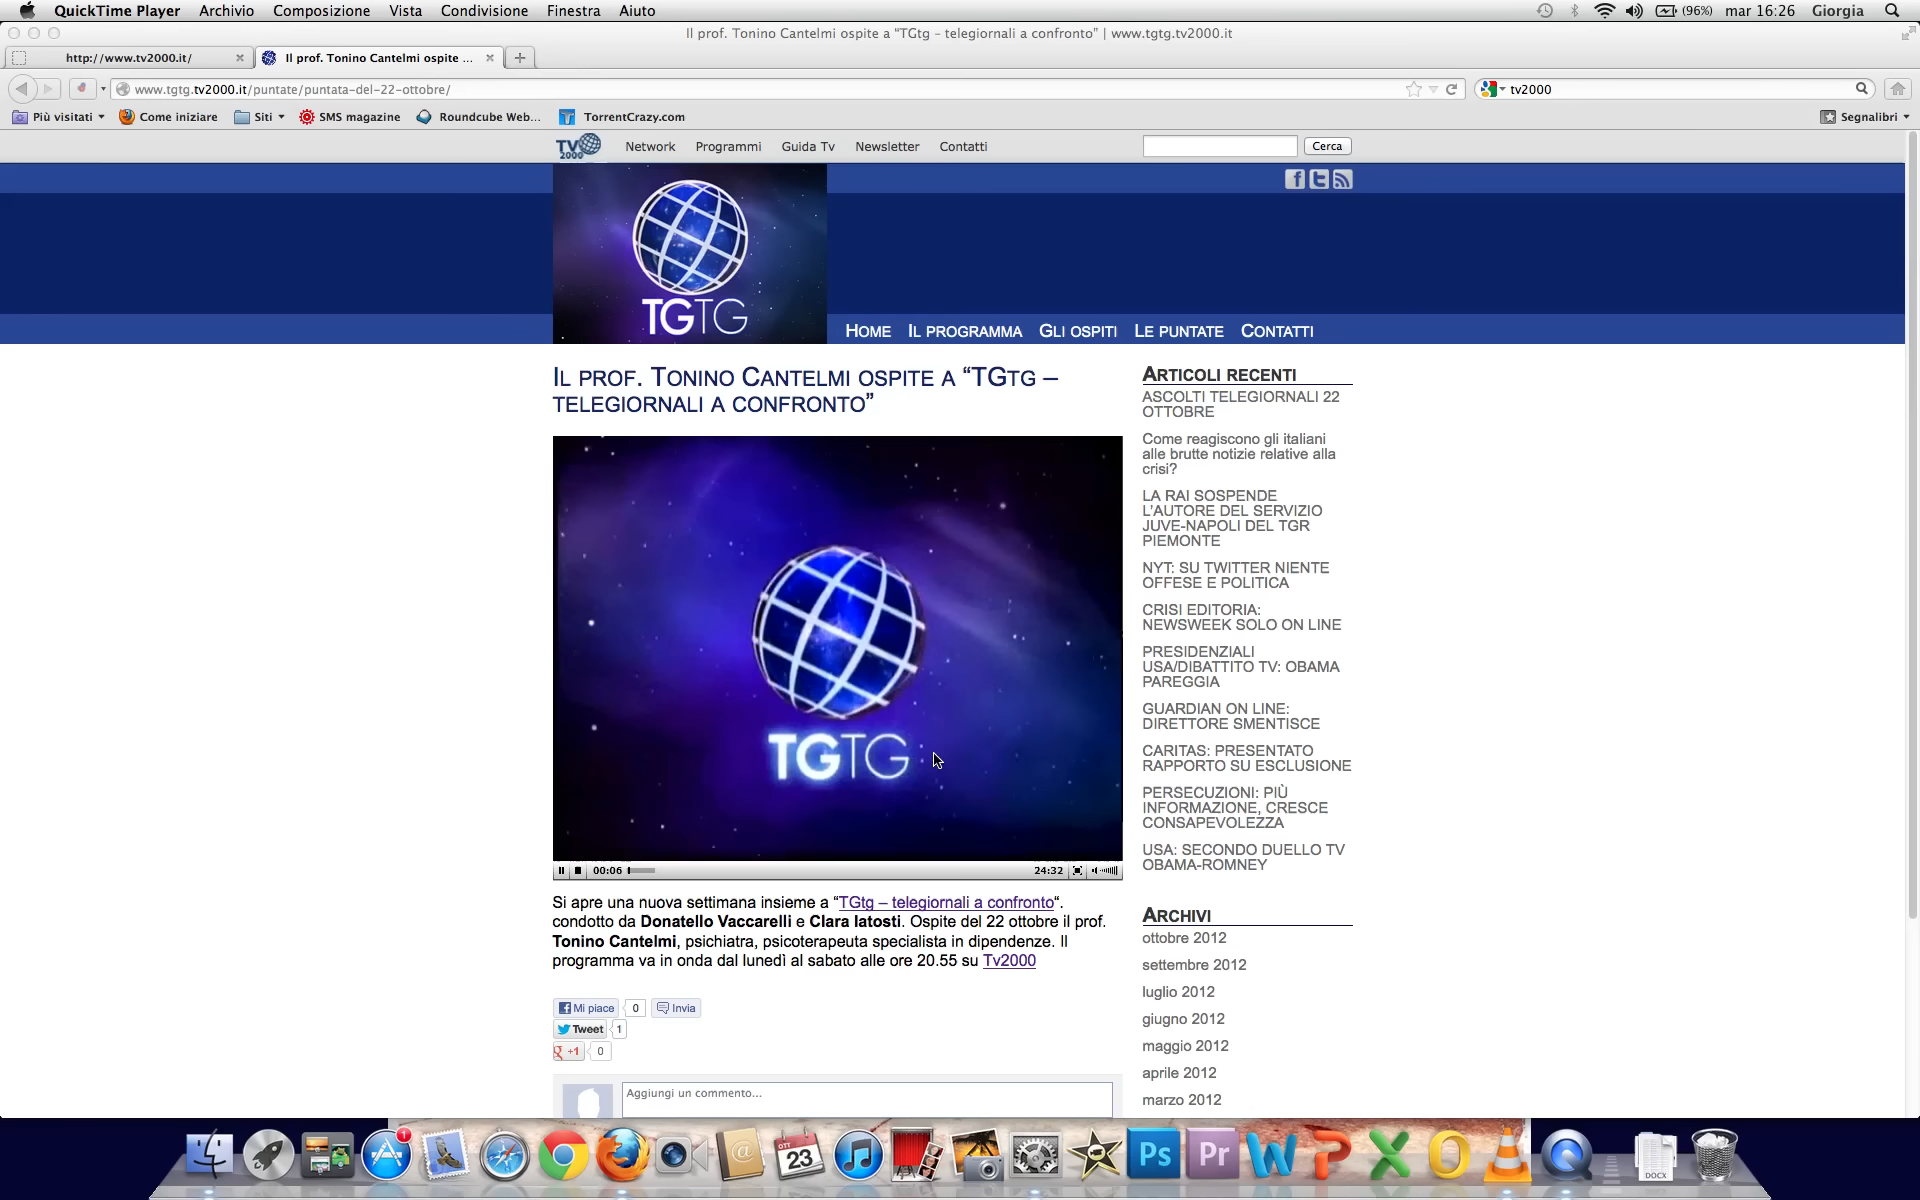 QuickTime Player Archivio Composizione Vista Condivisione Finestra Aiuto (96%) mar 16:26 Giorgia
Il prof. Tonino Cantelmi ospite a "TGtg – telegiornali a confronto" | www.tgtg.tv2000.it
http://www.tv2000.it/ Il prof. Tonino Cantelmi ospite ...
www.tgtg.tv2000.it/puntate/puntata-del-22-ottobre/ tv2000
Più visitati Come iniziare Siti SMS magazine Roundcube Web... TorrentCrazy.com Segnalibri
TV2000 Network Programmi Guida Tv Newsletter Contatti Cerca
TGTG
Home Il programma Gli ospiti Le puntate Contatti
Il prof. Tonino Cantelmi ospite a “TGtg –
telegiornali a confronto”
TGTG
00:06 24:32
Si apre una nuova settimana insieme a “TGtg – telegiornali a confronto“.
condotto da Donatello Vaccarelli e Clara Iatosti. Ospite del 22 ottobre il prof.
Tonino Cantelmi, psichiatra, psicoterapeuta specialista in dipendenze. Il
programma va in onda dal lunedì al sabato alle ore 20.55 su Tv2000
Mi piace 0 Invia
Tweet 1
+1 0
Aggiungi un commento...
Articoli recenti
ASCOLTI TELEGIORNALI 22
OTTOBRE
Come reagiscono gli italiani
alle brutte notizie relative alla
crisi?
LA RAI SOSPENDE
L’AUTORE DEL SERVIZIO
JUVE-NAPOLI DEL TGR
PIEMONTE
NYT: SU TWITTER NIENTE
OFFESE E POLITICA
CRISI EDITORIA:
NEWSWEEK SOLO ON LINE
PRESIDENZIALI
USA/DIBATTITO TV: OBAMA
PAREGGIA
GUARDIAN ON LINE:
DIRETTORE SMENTISCE
CARITAS: PRESENTATO
RAPPORTO SU ESCLUSIONE
PERSECUZIONI: PIÙ
INFORMAZIONE, CRESCE
CONSAPEVOLEZZA
USA: SECONDO DUELLO TV
OBAMA-ROMNEY
Archivi
ottobre 2012
settembre 2012
luglio 2012
giugno 2012
maggio 2012
aprile 2012
marzo 2012
1 OTT 23 Ps Pr DOCX